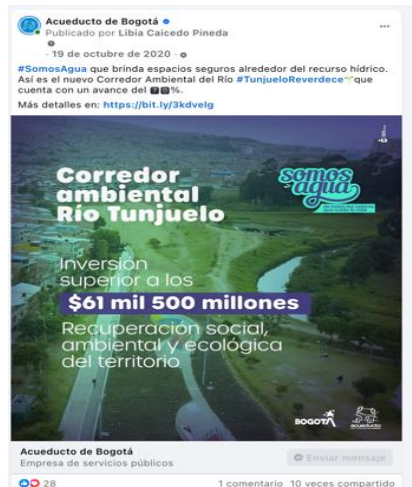 Acueducto de Bogotá
Publicado por Libia Caicedo Pineda
· 19 de octubre de 2020 ·
#SomosAgua que brinda espacios seguros alrededor del recurso hídrico.
Así es el nuevo Corredor Ambiental del Río #TunjueloReverdece🌱que
cuenta con un avance del 7️⃣0️⃣%.
Más detalles en: https://bit.ly/3kdvelg
Corredor
ambiental
Río Tunjuelo
somos
agua
Inversión
superior a los
$61 mil 500 millones
Recuperación social,
ambiental y ecológica
del territorio
BOGOTÁ
acueducto
Acueducto de Bogotá
Empresa de servicios públicos
Enviar mensaje
28
1 comentario 10 veces compartido